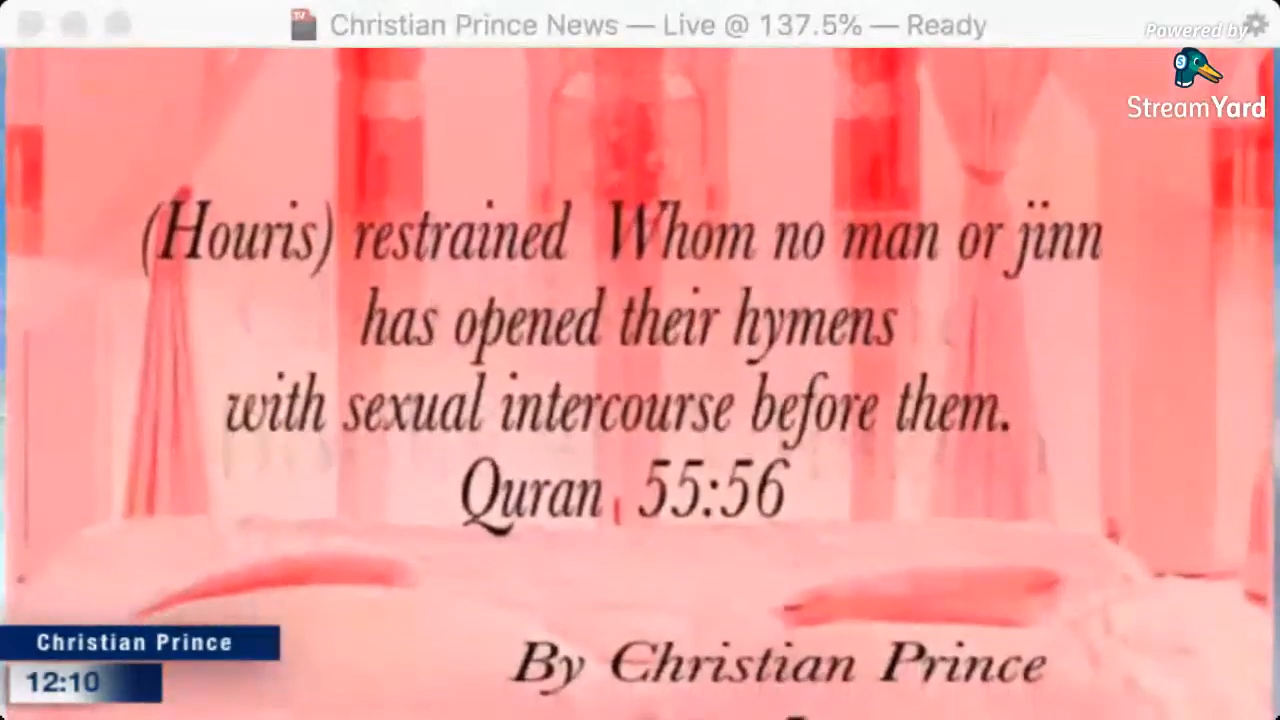 Christian Prince News — Live @ 137.5% — Ready
Powered by
StreamYard
(Houris) restrained Whom no man or jinn
has opened their hymens
with sexual intercourse before them.
Quran 55:56
Christian Prince
12:10
By Christian Prince